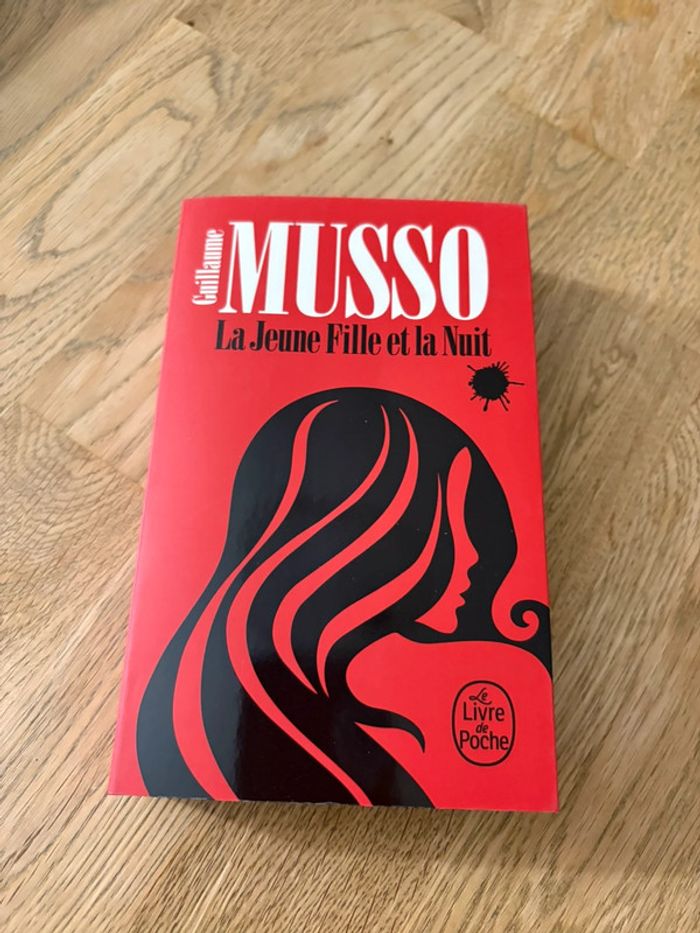 Guillaume
MUSSO
La Jeune Fille et la Nuit
Le
Livre
de
Poche